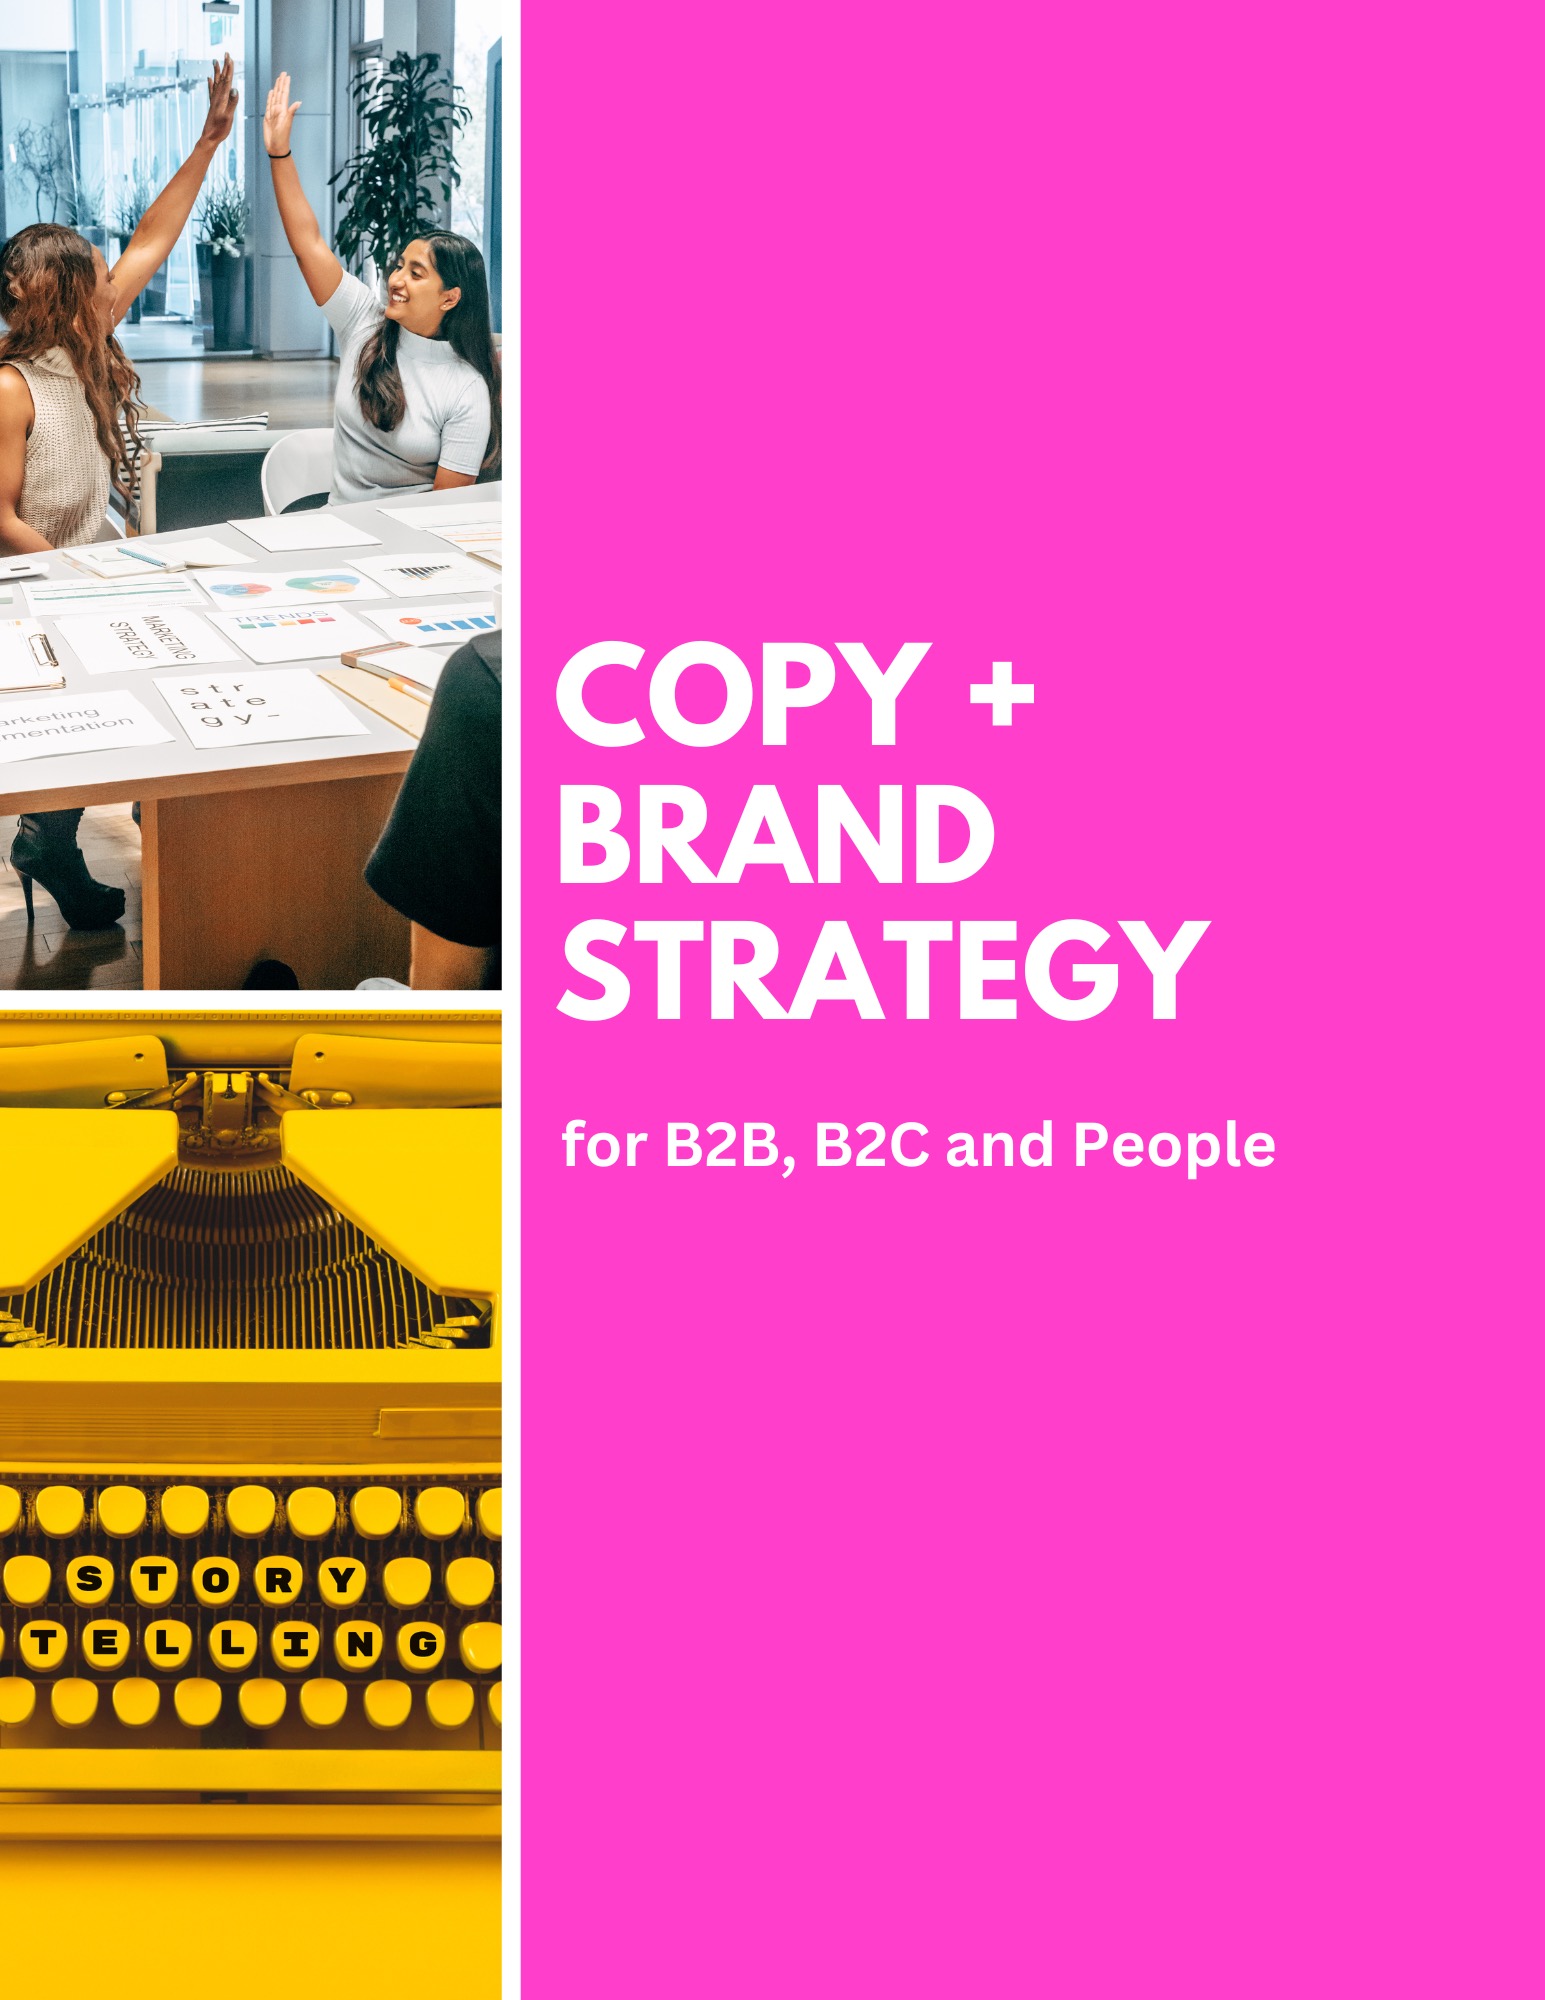 COPY +
BRAND
STRATEGY
for B2B, B2C and People
TRENDS
MARKETING
STRATEGY
str
ate
gy-
arketing
mentation
STORY
TELLING